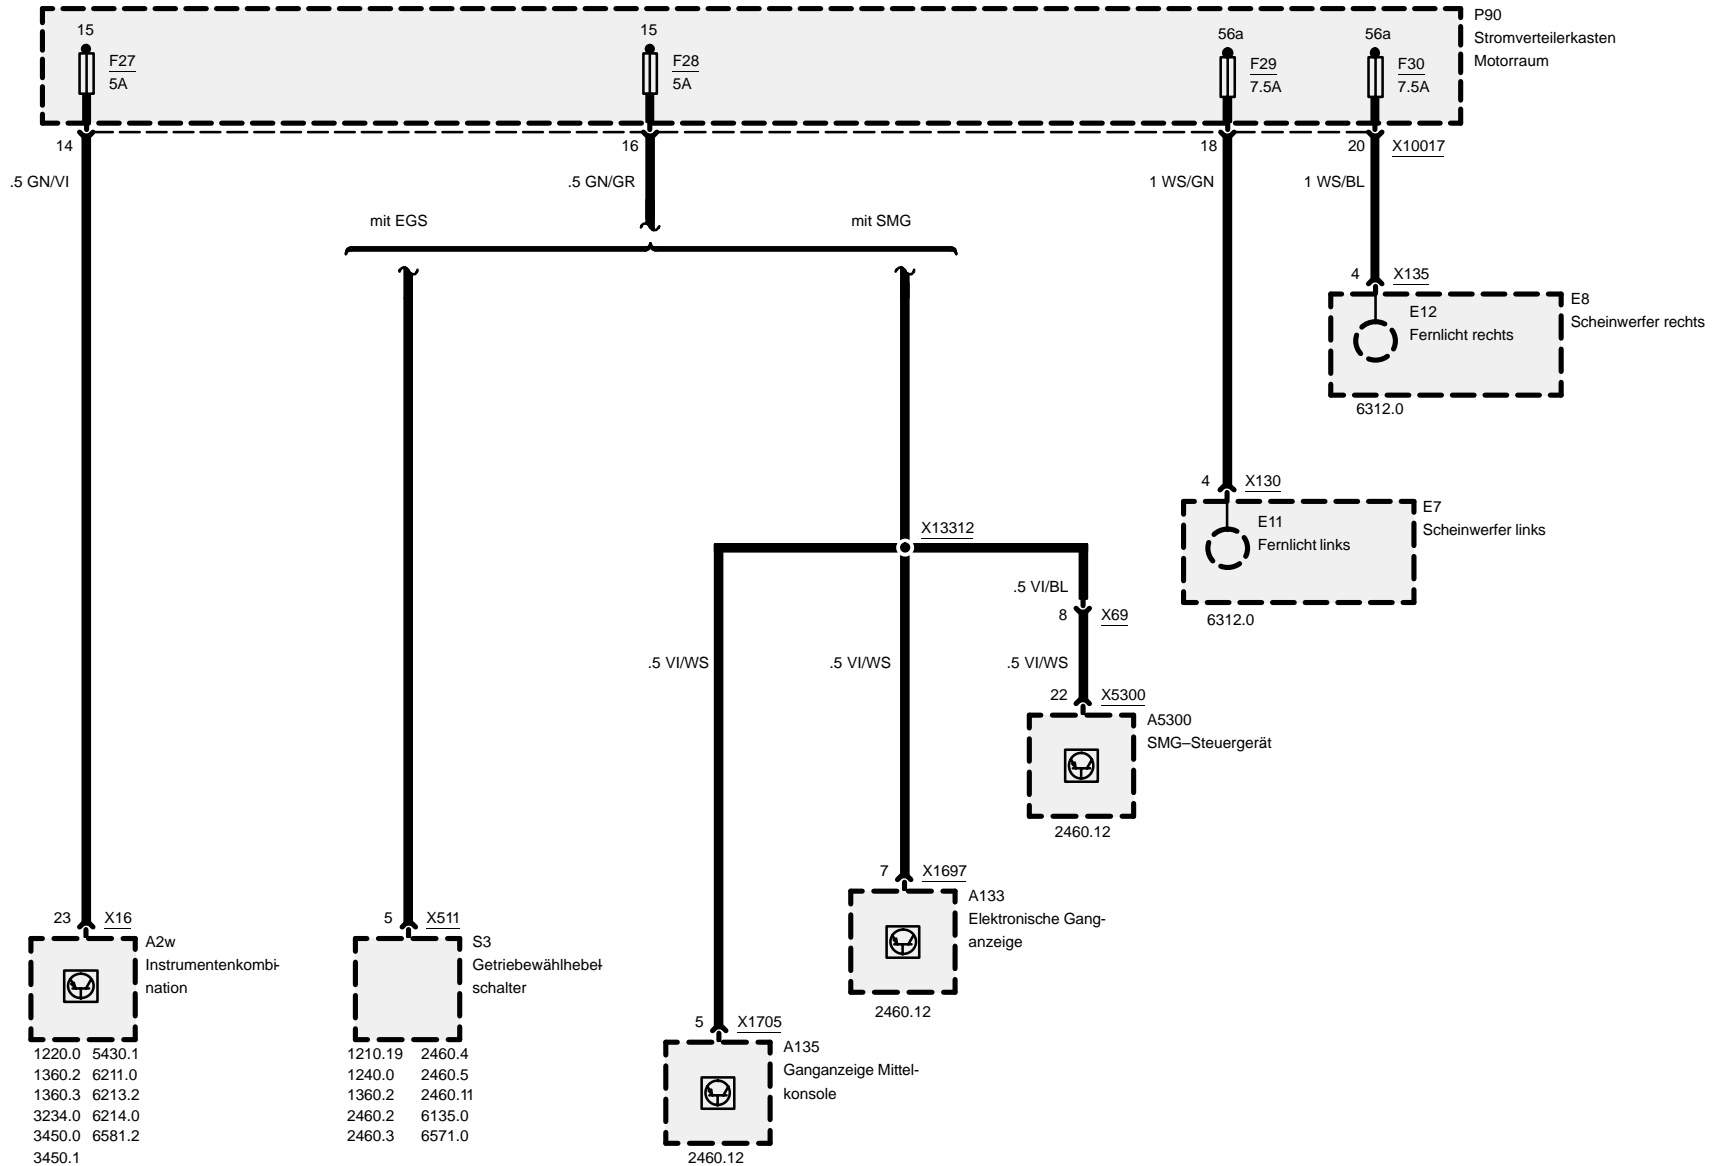 P90
Stromverteilerkasten
Motorraum
15
F27
5A
15
F28
5A
56a
F29
7.5A
56a
F30
7.5A
14
16
18
20
X10017
.5 GN/VI
.5 GN/GR
1 WS/GN
1 WS/BL
mit EGS
mit SMG
4
X135
E8
Scheinwerfer rechts
E12
Fernlicht rechts
6312.0
4
X130
E7
Scheinwerfer links
E11
Fernlicht links
6312.0
X13312
.5 VI/BL
8
X69
.5 VI/WS
.5 VI/WS
.5 VI/WS
22
X5300
A5300
SMG–Steuergerät
2460.12
7
X1697
A133
Elektronische Gang-
anzeige
2460.12
23
X16
A2w
Instrumentenkombi-
nation
1220.0 5430.1
1360.2 6211.0
1360.3 6213.2
3234.0 6214.0
3450.0 6581.2
3450.1
5
X511
S3
Getriebewählhebel-
schalter
1210.19 2460.4
1240.0 2460.5
1360.2 2460.11
2460.2 6135.0
2460.3 6571.0
5
X1705
A135
Ganganzeige Mittel-
konsole
2460.12